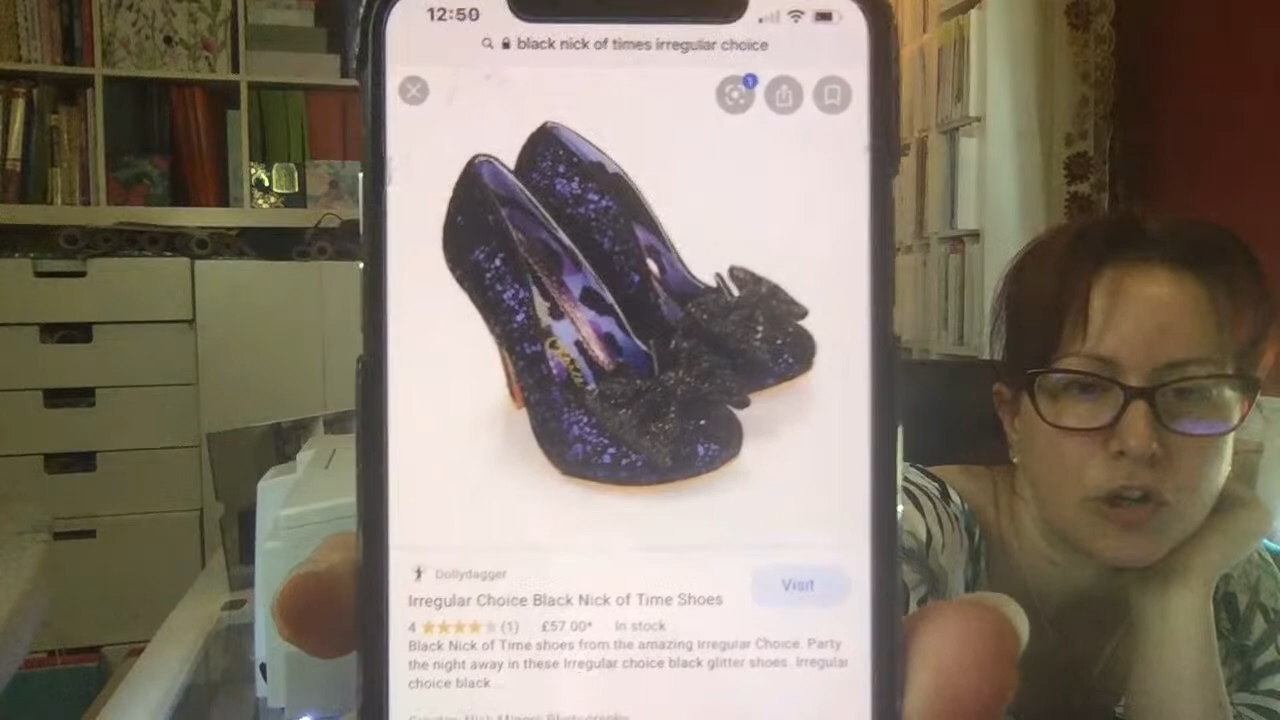 12:50
black nick of times irregular choice
1
Choice
Dollydagger
Visit
Irregular Choice Black Nick of Time Shoes
4 ★★★★★ (1) £57.00* In stock
Black Nick of Time shoes from the amazing Irregular Choice. Party
the night away in these Irregular choice black glitter shoes. Irregular
choice black